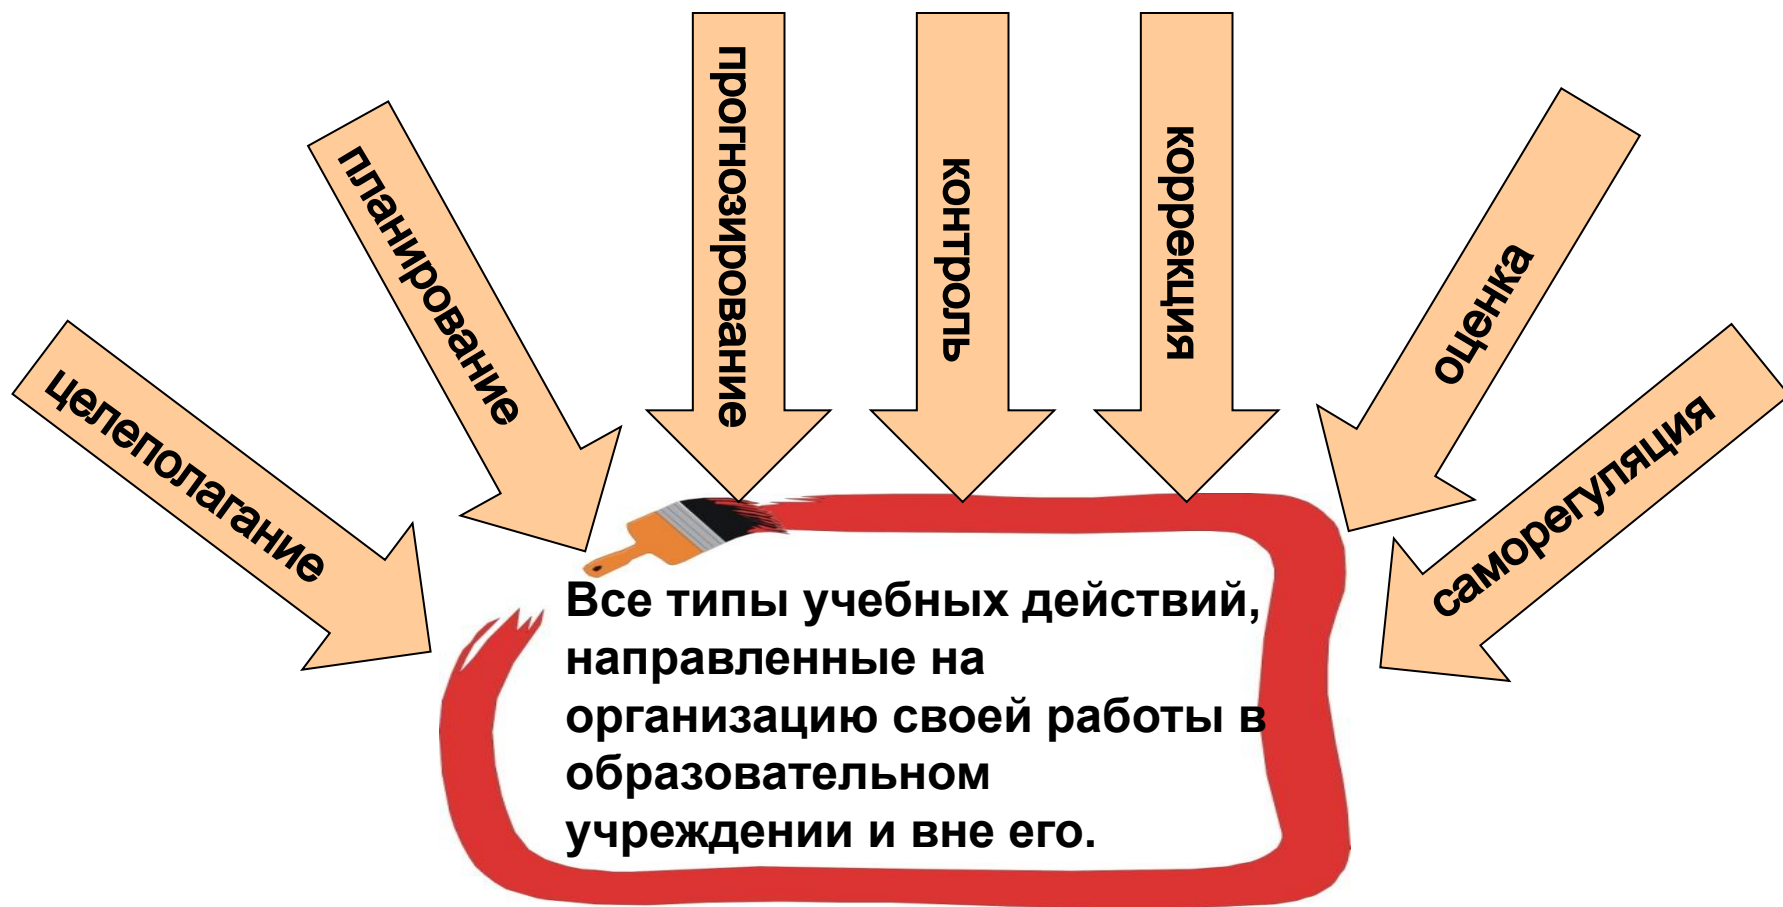 целеполагание
планирование
прогнозирование
контроль
коррекция
оценка
саморегуляция
Все типы учебных действий,
направленные на
организацию своей работы в
образовательном
учреждении и вне его.